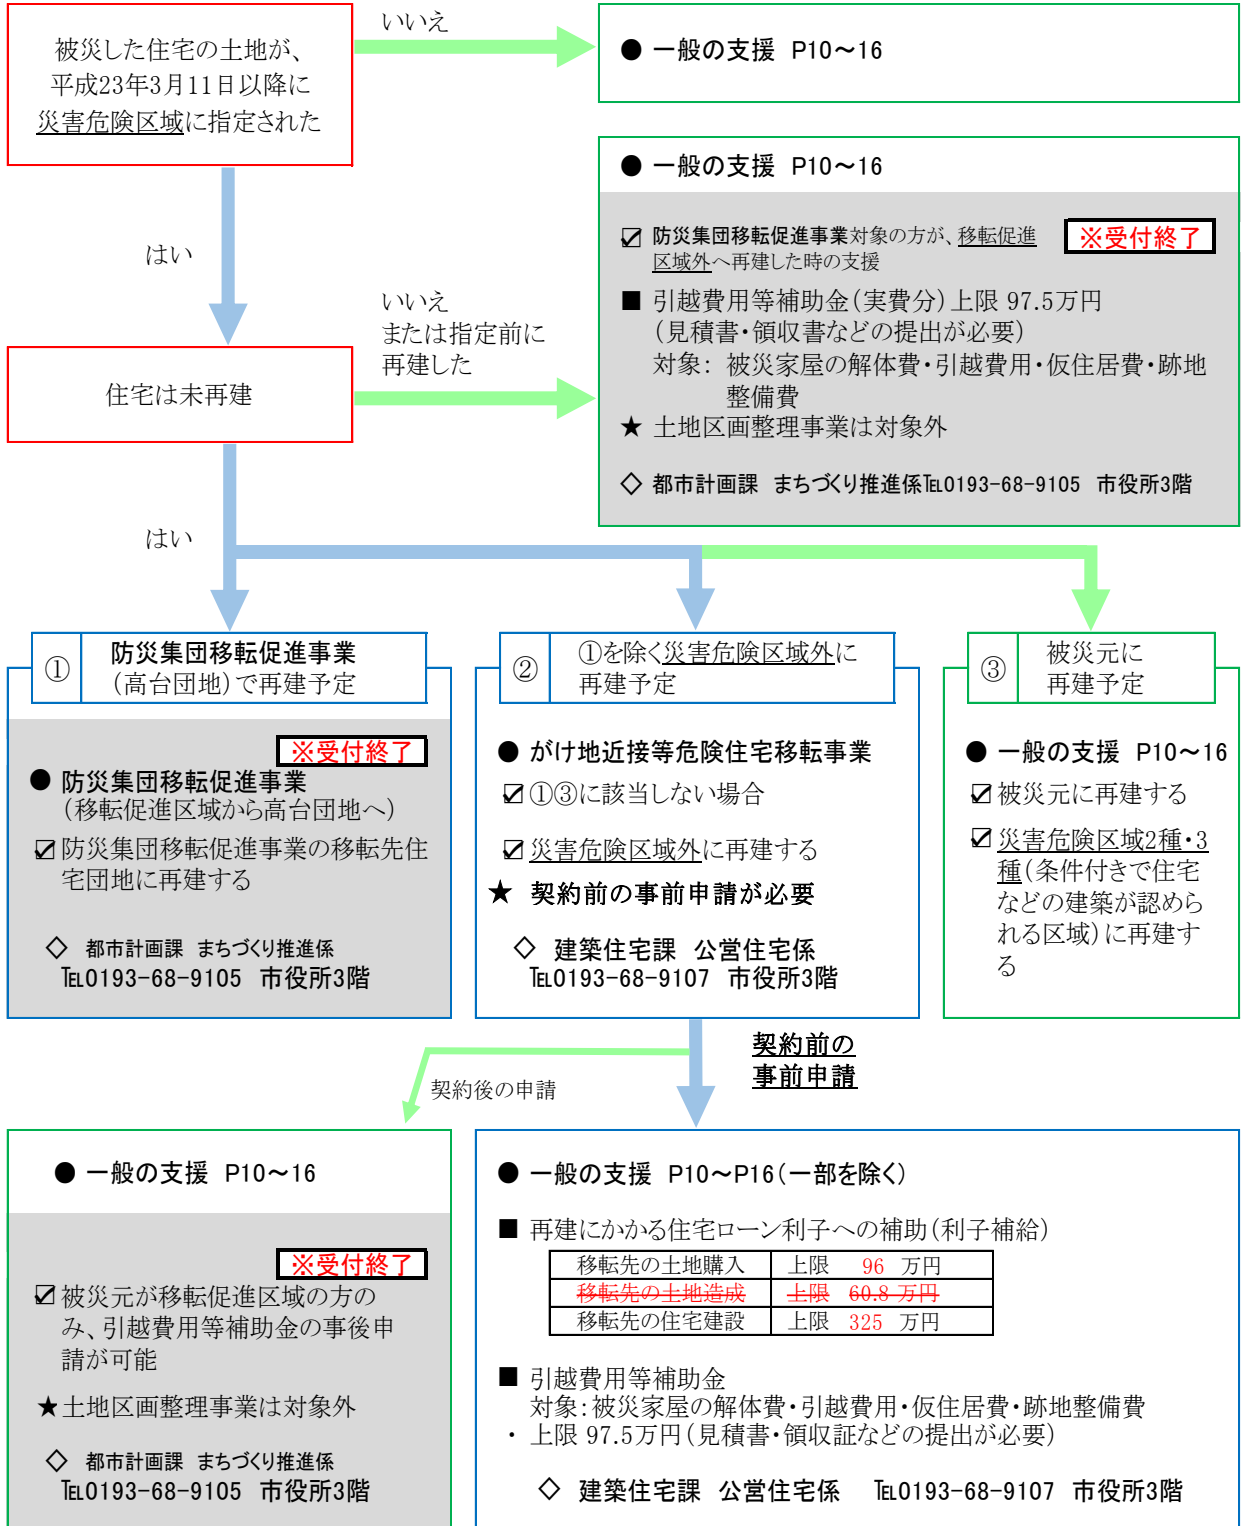 被災した住宅の土地が、
平成23年3月11日以降に
災害危険区域に指定された
いいえ
● 一般の支援 P10～16
はい
● 一般の支援 P10～16
☑ 防災集団移転促進事業対象の方が、移転促進
区域外へ再建した時の支援
※受付終了
■ 引越費用等補助金（実費分）上限 97.5万円
（見積書・領収書などの提出が必要）
対象： 被災家屋の解体費・引越費用・仮住居費・跡地
整備費
★ 土地区画整理事業は対象外
◇ 都市計画課 まちづくり推進係℡0193-68-9105 市役所3階
いいえ
または指定前に
再建した
住宅は未再建
はい
① 防災集団移転促進事業
（高台団地）で再建予定
※受付終了
● 防災集団移転促進事業
（移転促進区域から高台団地へ）
☑ 防災集団移転促進事業の移転先住
宅団地に再建する
◇ 都市計画課 まちづくり推進係
℡0193-68-9105 市役所3階
② ①を除く災害危険区域外に
再建予定
● がけ地近接等危険住宅移転事業
☑ ①③に該当しない場合
☑ 災害危険区域外に再建する
★ 契約前の事前申請が必要
◇ 建築住宅課 公営住宅係
℡0193-68-9107 市役所3階
③ 被災元に
再建予定
● 一般の支援 P10～16
☑ 被災元に再建する
☑ 災害危険区域2種・3
種（条件付きで住宅
などの建築が認めら
れる区域）に再建す
る
契約前の
事前申請
契約後の申請
● 一般の支援 P10～16
※受付終了
☑ 被災元が移転促進区域の方の
み、引越費用等補助金の事後申
請が可能
★土地区画整理事業は対象外
◇ 都市計画課 まちづくり推進係
℡0193-68-9105 市役所3階
● 一般の支援 P10～P16（一部を除く）
■ 再建にかかる住宅ローン利子への補助（利子補給）
移転先の土地購入 上限 96 万円
移転先の土地造成 上限 60.8 万円
移転先の住宅建設 上限 325 万円
■ 引越費用等補助金
対象：被災家屋の解体費・引越費用・仮住居費・跡地整備費
・ 上限 97.5万円（見積書・領収証などの提出が必要）
◇ 建築住宅課 公営住宅係 ℡0193-68-9107 市役所3階